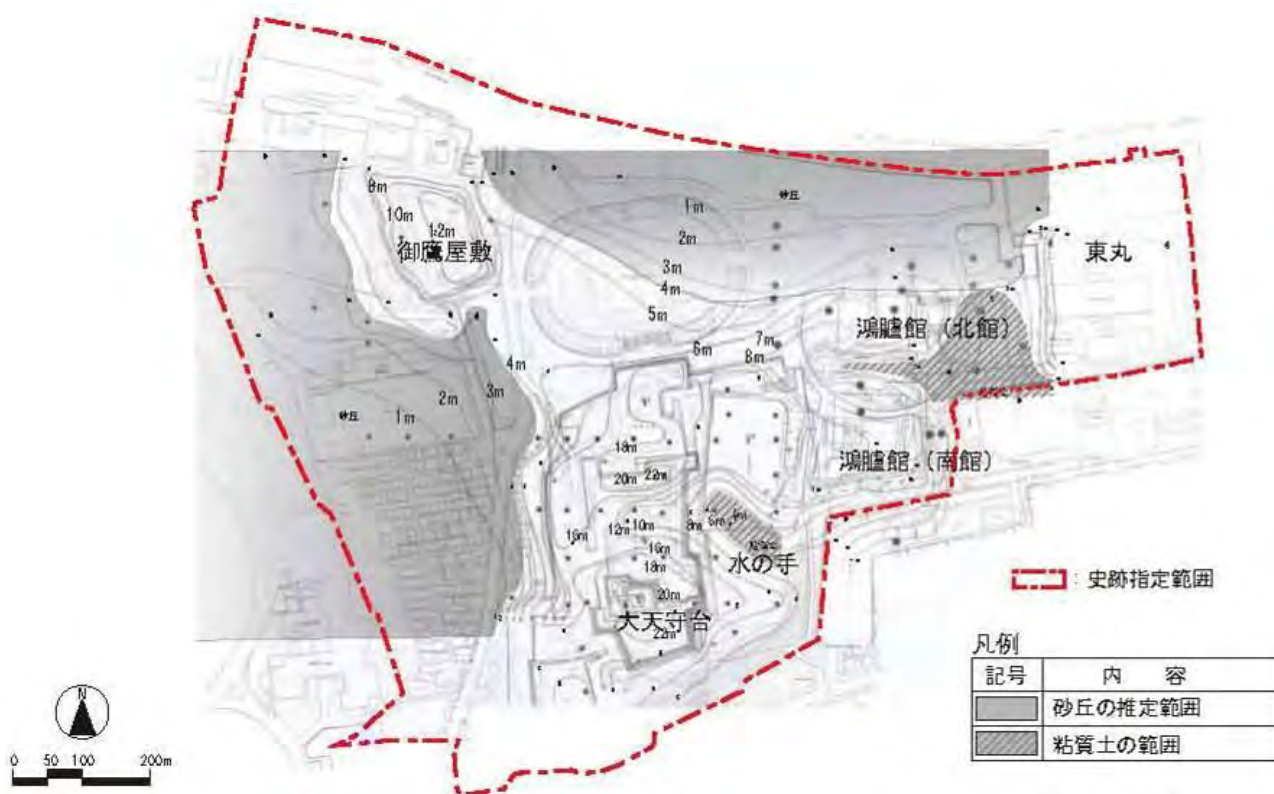 9m
10m
12m
御鷹屋敷
砂丘
1m
2m
3m
4m
5m
6m
7m
8m
東丸
鴻臚館（北館）
鴻臚館（南館）
4m
3m
2m
1m
砂丘
18m
20m
22m
16m
12m
10m
8m
6m
4m
16m
18m
水の手
20m
大天守台
22m
：史跡指定範囲
凡例
記号 内 容
砂丘の推定範囲
粘質土の範囲
N
0 50 100 200m